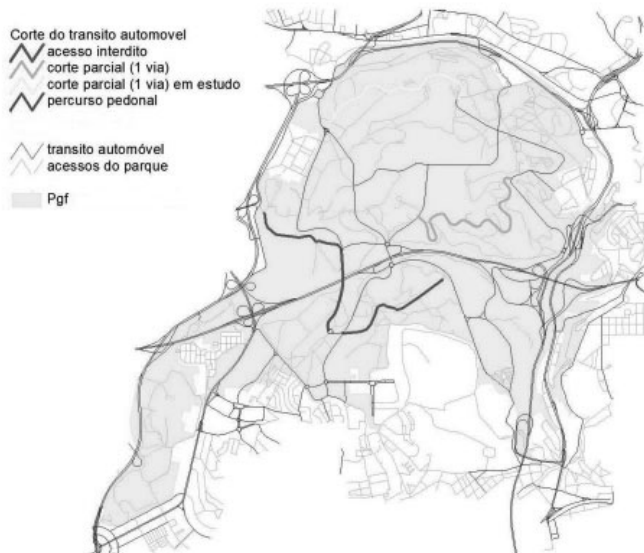 Corte do transito automovel
acesso interdito
corte parcial (1 via)
corte parcial (1 via) em estudo
percurso pedonal
transito automóvel
acessos do parque
Pgf